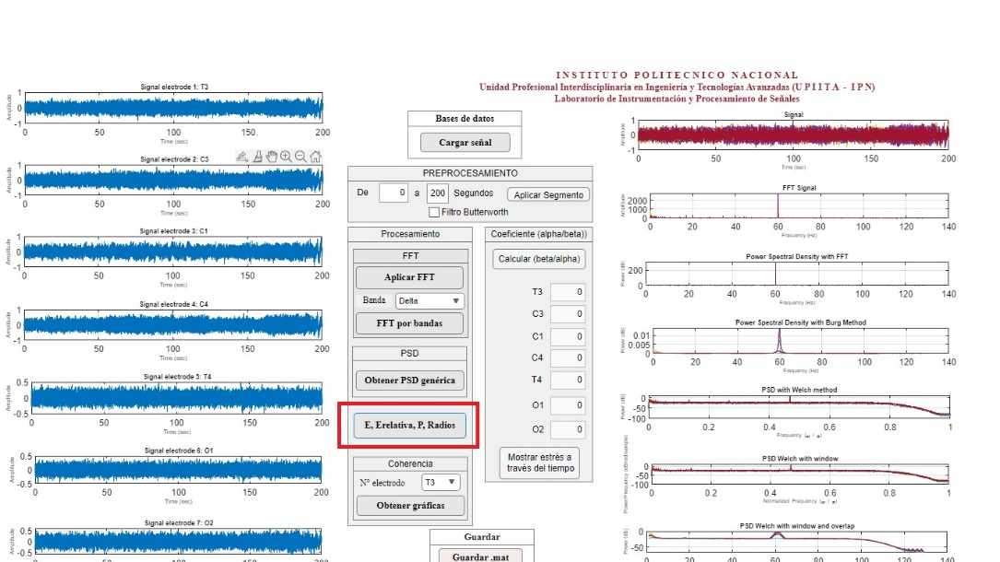 INSTITUTO POLITECNICO NACIONAL
Unidad Profesional Interdisciplinaria en Ingeniería y Tecnologías Avanzadas (UPIITA - IPN)
Laboratorio de Instrumentación y Procesamiento de Señales
Signal electrode 1: T3
Amplitude
1
0
-1
0 50 100 150 200
Time (sec)
Signal electrode 2: C3
Amplitude
1
0
-1
0 50 100 150 200
Time (sec)
Signal electrode 3: C1
Amplitude
1
0
-1
0 50 100 150 200
Time (sec)
Signal electrode 4: C4
Amplitude
1
0
-1
0 50 100 150 200
Time (sec)
Signal electrode 5: T4
Amplitude
0.5
0
-0.5
0 50 100 150 200
Time (sec)
Signal electrode 6: O1
Amplitude
0.5
0
-0.5
0 50 100 150 200
Time (sec)
Signal electrode 7: O2
Amplitude
0.5
0
-0.5
0 50 100 150 200
Bases de datos
Cargar señal
PREPROCESAMIENTO
De 0 a 200 Segundos Aplicar Segmento
Filtro Butterworth
Procesamiento
FFT
Aplicar FFT
Banda Delta
FFT por bandas
PSD
Obtener PSD genérica
E, Erelativa, P, Radios
Coherencia
N° electrodo T3
Obtener gráficas
Coeficiente (alpha/beta))
Calcular (beta/alpha)
T3 0
C3 0
C1 0
C4 0
T4 0
O1 0
O2 0
Mostrar estrés a
través del tiempo
Guardar
Guardar .mat
Signal
Amplitude
1
0
-1
0 50 100 150 200
Time (sec)
FFT Signal
Amplitude
2000
1000
0
0 20 40 60 80 100 120 140
Frecuency (Hz)
Power Spectral Density with FFT
Power (dB)
200
0
0 20 40 60 80 100 120 140
Frequency (Hz)
Power Spectral Density with Burg Method
Power (dB)
0.01
0.005
0
0 20 40 60 80 100 120 140
Frecuency (Hz)
PSD with Welch method
Power (dB)
0
-50
-100
0 0.2 0.4 0.6 0.8 1
Frequency
PSD Welch with window
0
-50
-100
0 0.2 0.4 0.6 0.8 1
Normalized Frequency
PSD Welch with window and overlap
Power (dB)
0
-50
0 20 40 60 80 100 120 140